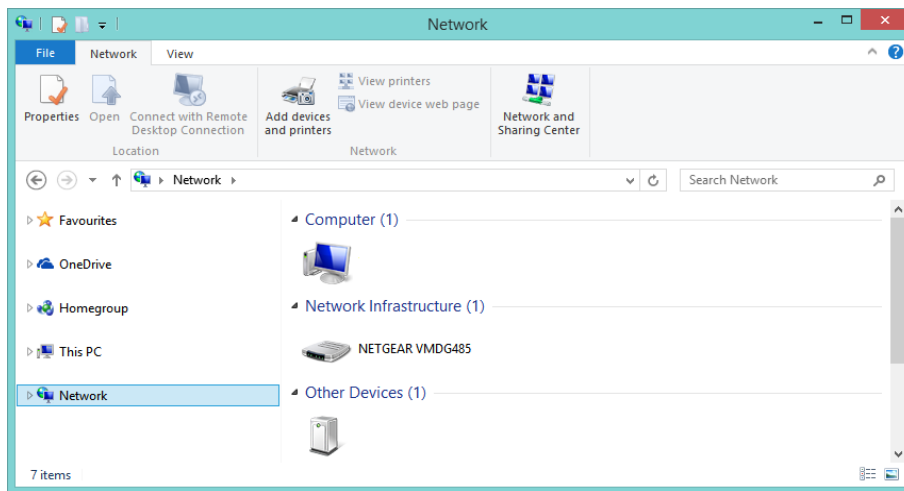 Network
File Network View
Properties
Open
Connect with Remote
Desktop Connection
Location
Add devices
and printers
View printers
View device web page
Network
Network and
Sharing Center
Network
Search Network
Favourites
OneDrive
Homegroup
This PC
Network
Computer (1)
Network Infrastructure (1)
NETGEAR VMDG485
Other Devices (1)
7 items